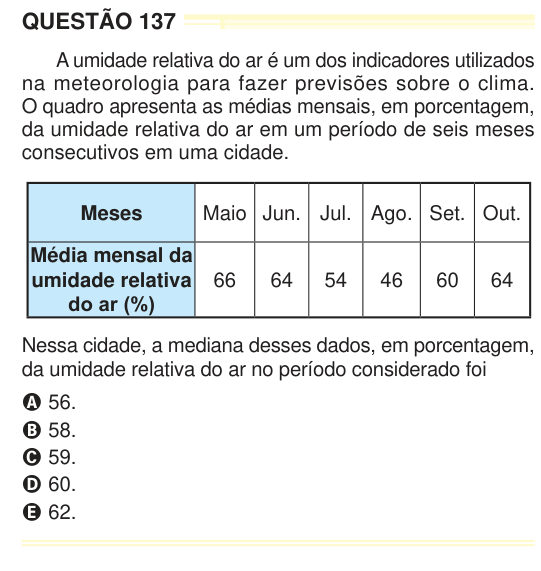 QUESTÃO 137
A umidade relativa do ar é um dos indicadores utilizados
na meteorologia para fazer previsões sobre o clima.
O quadro apresenta as médias mensais, em porcentagem,
da umidade relativa do ar em um período de seis meses
consecutivos em uma cidade.
Meses Maio Jun. Jul. Ago. Set. Out.
Média mensal da
umidade relativa 66 64 54 46 60 64
do ar (%)
Nessa cidade, a mediana desses dados, em porcentagem,
da umidade relativa do ar no período considerado foi
A 56.
B 58.
C 59.
D 60.
E 62.